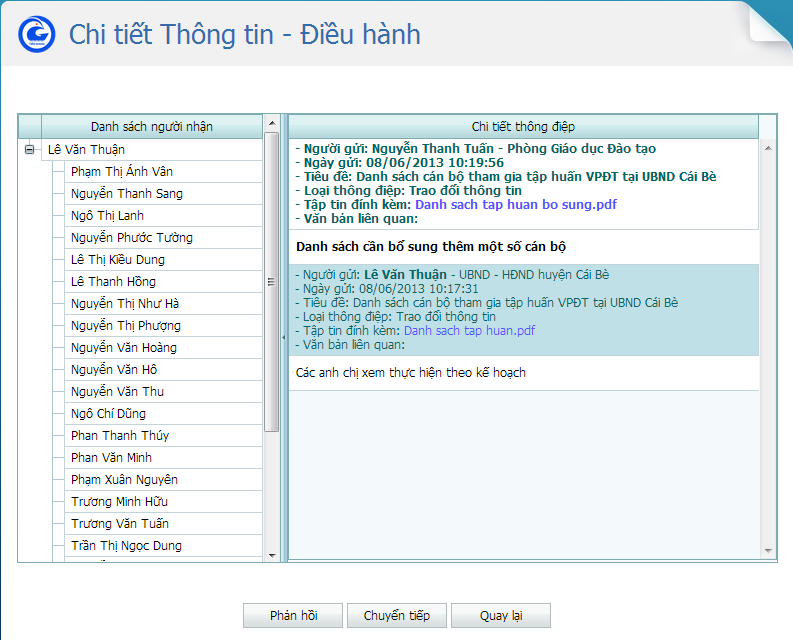 Chi tiết Thông tin - Điều hành
Danh sách người nhận
Lê Văn Thuận
Phạm Thị Ánh Vân
Nguyễn Thanh Sang
Ngô Thị Lanh
Nguyễn Phước Tường
Lê Thị Kiều Dung
Lê Thanh Hồng
Nguyễn Thị Như Hà
Nguyễn Thị Phượng
Nguyễn Văn Hoàng
Nguyễn Văn Hô
Nguyễn Văn Thu
Ngô Chí Dũng
Phan Thanh Thúy
Phan Văn Minh
Phạm Xuân Nguyên
Trương Minh Hữu
Trương Văn Tuấn
Trần Thị Ngọc Dung
Chi tiết thông điệp
- Người gửi: Nguyễn Thanh Tuấn - Phòng Giáo dục Đào tạo
- Ngày gửi: 08/06/2013 10:19:56
- Tiêu đề: Danh sách cán bộ tham gia tập huấn VPĐT tại UBND Cái Bè
- Loại thông điệp: Trao đổi thông tin
- Tập tin đính kèm: Danh sach tap huan bo sung.pdf
- Văn bản liên quan:
Danh sách cần bổ sung thêm một số cán bộ
- Người gửi: Lê Văn Thuận - UBND - HĐND huyện Cái Bè
- Ngày gửi: 08/06/2013 10:17:31
- Tiêu đề: Danh sách cán bộ tham gia tập huấn VPĐT tại UBND Cái Bè
- Loại thông điệp: Trao đổi thông tin
- Tập tin đính kèm: Danh sach tap huan.pdf
- Văn bản liên quan:
Các anh chị xem thực hiện theo kế hoạch
Phản hồi
Chuyển tiếp
Quay lại